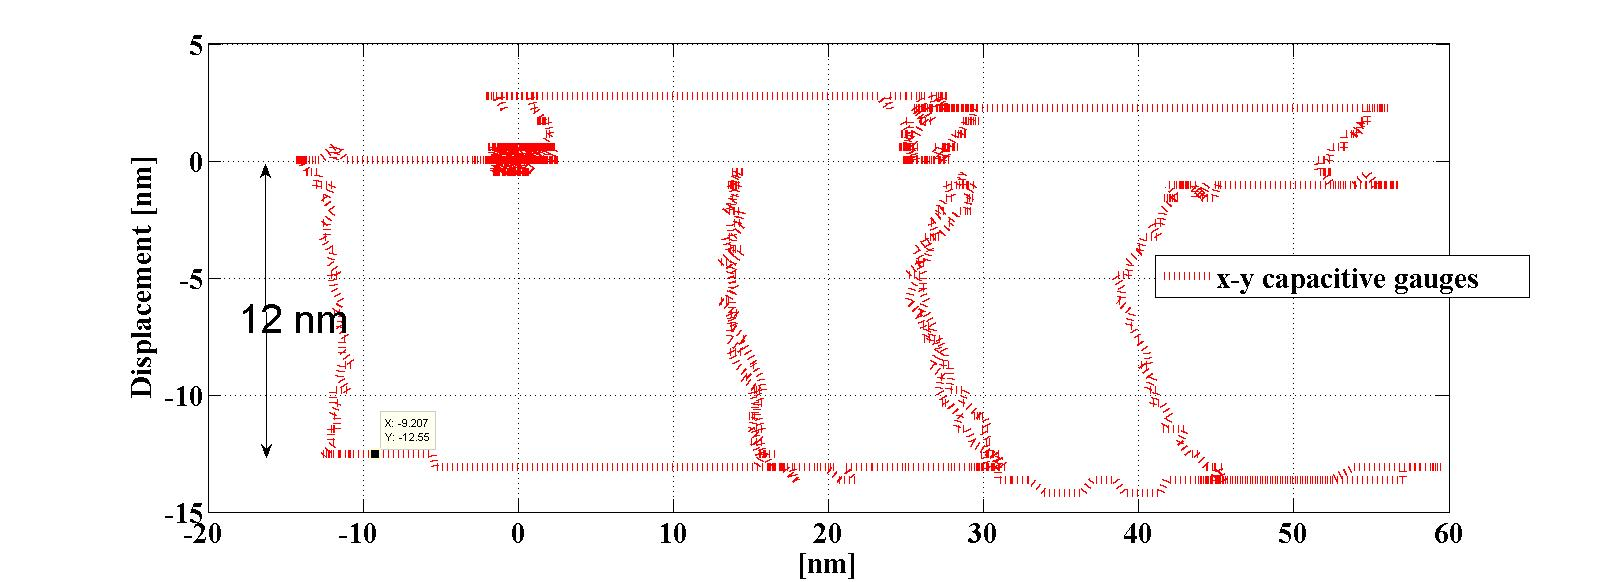 5
0
-5
-10
-15
-20 -10 0 10 20 30 40 50 60
Displacement [nm]
[nm]
12 nm
X: -9.207
Y: -12.55
x-y capacitive gauges